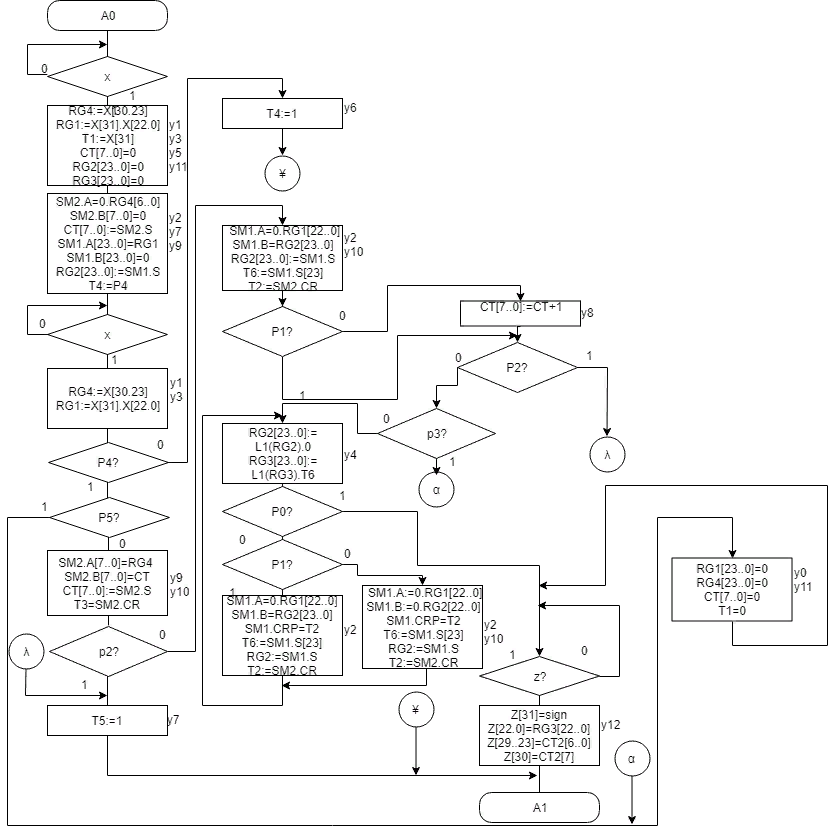 A0
0
x
1
RG4:=X[30.23]
RG1:=X[31].X[22.0]
T1:=X[31]
CT[7..0]=0
RG2[23..0]=0
RG3[23..0]=0
y1
y3
y5
y11
SM2.A=0.RG4[6..0]
SM2.B[7..0]=0
CT[7..0]:=SM2.S
SM1.A[23..0]=RG1
SM1.B[23..0]=0
RG2[23..0]:=SM1.S
T4:=P4
y2
y7
y9
0
x
1
RG4:=X[30.23]
RG1:=X[31].X[22.0]
y1
y3
P4?
0
1
1
P5?
0
SM2.A[7..0]=RG4
SM2.B[7..0]=CT
CT[7..0]:=SM2.S
T3=SM2.CR
y9
y10
λ
p2?
0
1
T5:=1
y7
T4:=1
y6
¥
SM1.A=0.RG1[22..0]
SM1.B=RG2[23..0]
RG2[23..0]:=SM1.S
T6:=SM1.S[23]
T2:=SM2.CR
y2
y10
P1?
0
1
CT[7..0]:=CT+1
y8
0
P2?
1
0
p3?
1
α
λ
RG2[23..0]:=
L1(RG2).0
RG3[23..0]:=
L1(RG3).T6
y4
P0?
1
0
P1?
0
1
SM1.A:=0.RG1[22..0]
SM1.B=RG2[23..0]
SM1.CRP=T2
T6:=SM1.S[23]
RG2:=SM1.S
T2:=SM2.CR
y2
SM1.A:=0.RG1[22..0]
SM1.B:=0.RG2[22..0]
SM1.CRP=T2
T6:=SM1.S[23]
RG2:=SM1.S
T2:=SM2.CR
y2
y10
¥
1
z?
0
Z[31]=sign
Z[22.0]=RG3[22..0]
Z[29..23]=CT2[6..0]
Z[30]=CT2[7]
y12
A1
RG1[23..0]=0
RG4[23..0]=0
CT[7..0]=0
T1=0
y0
y11
α